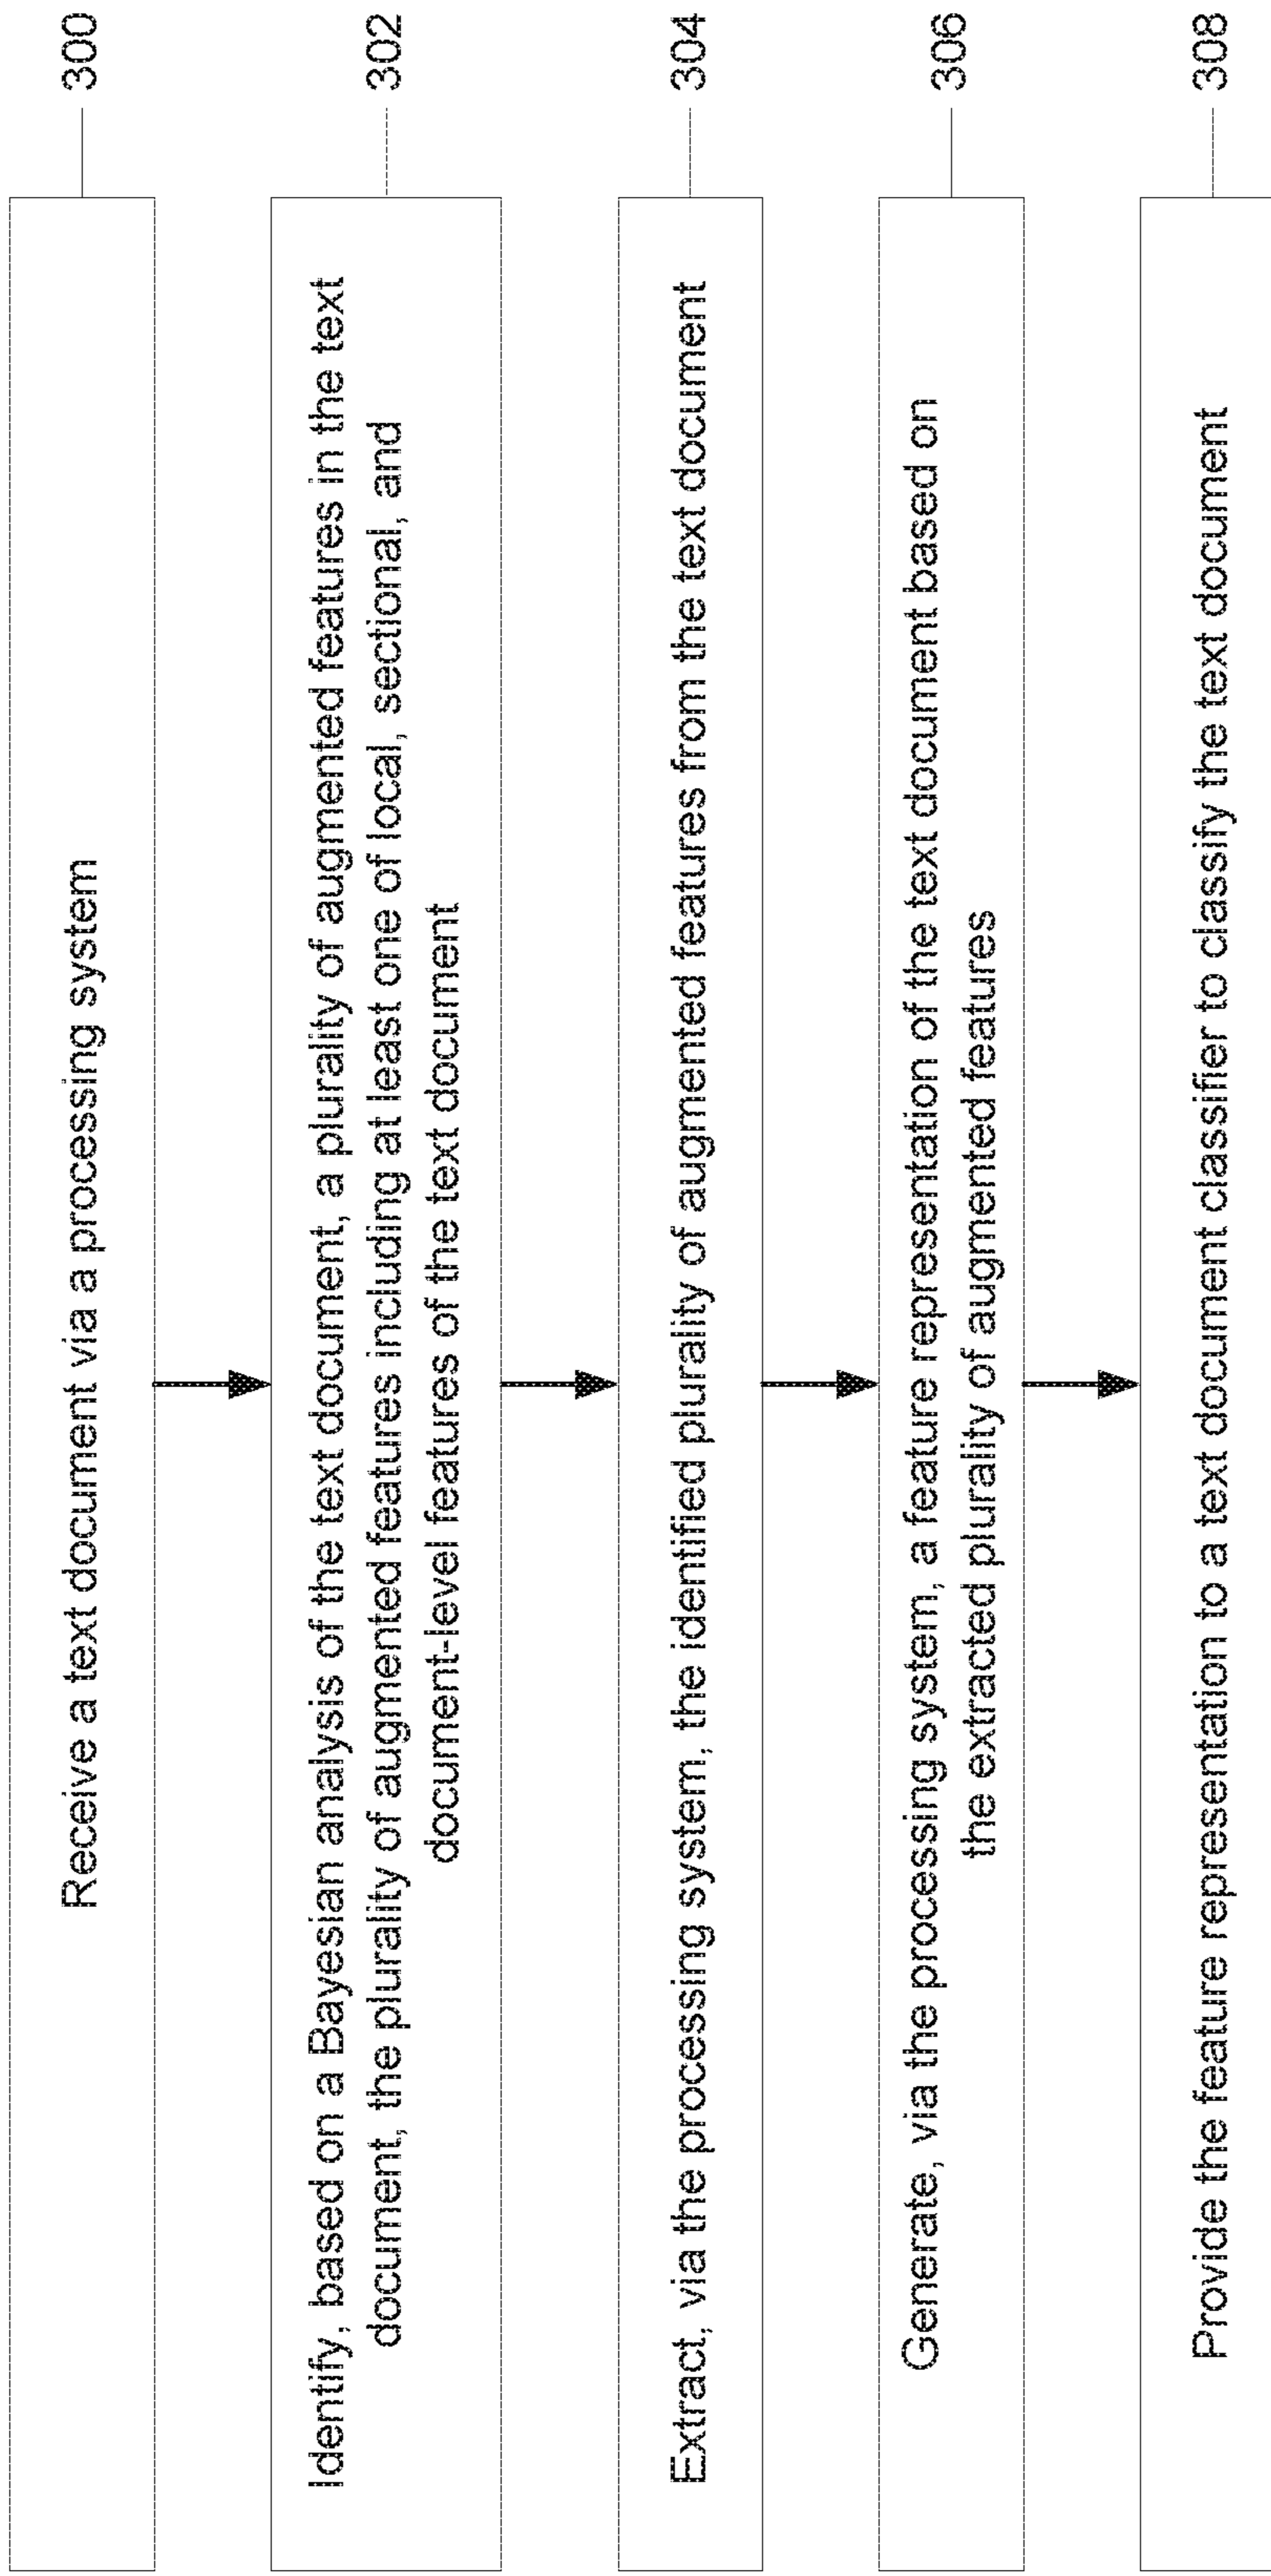 Receive a text document via a processing system
300
Identify, based on a Bayesian analysis of the text document, a plurality of augmented features in the text
document, the plurality of augmented features including at least one of local, sectional, and
document-level features of the text document
302
Extract, via the processing system, the identified plurality of augmented features from the text document
304
Generate, via the processing system, a feature representation of the text document based on
the extracted plurality of augmented features
306
Provide the feature representation to a text document classifier to classify the text document
308